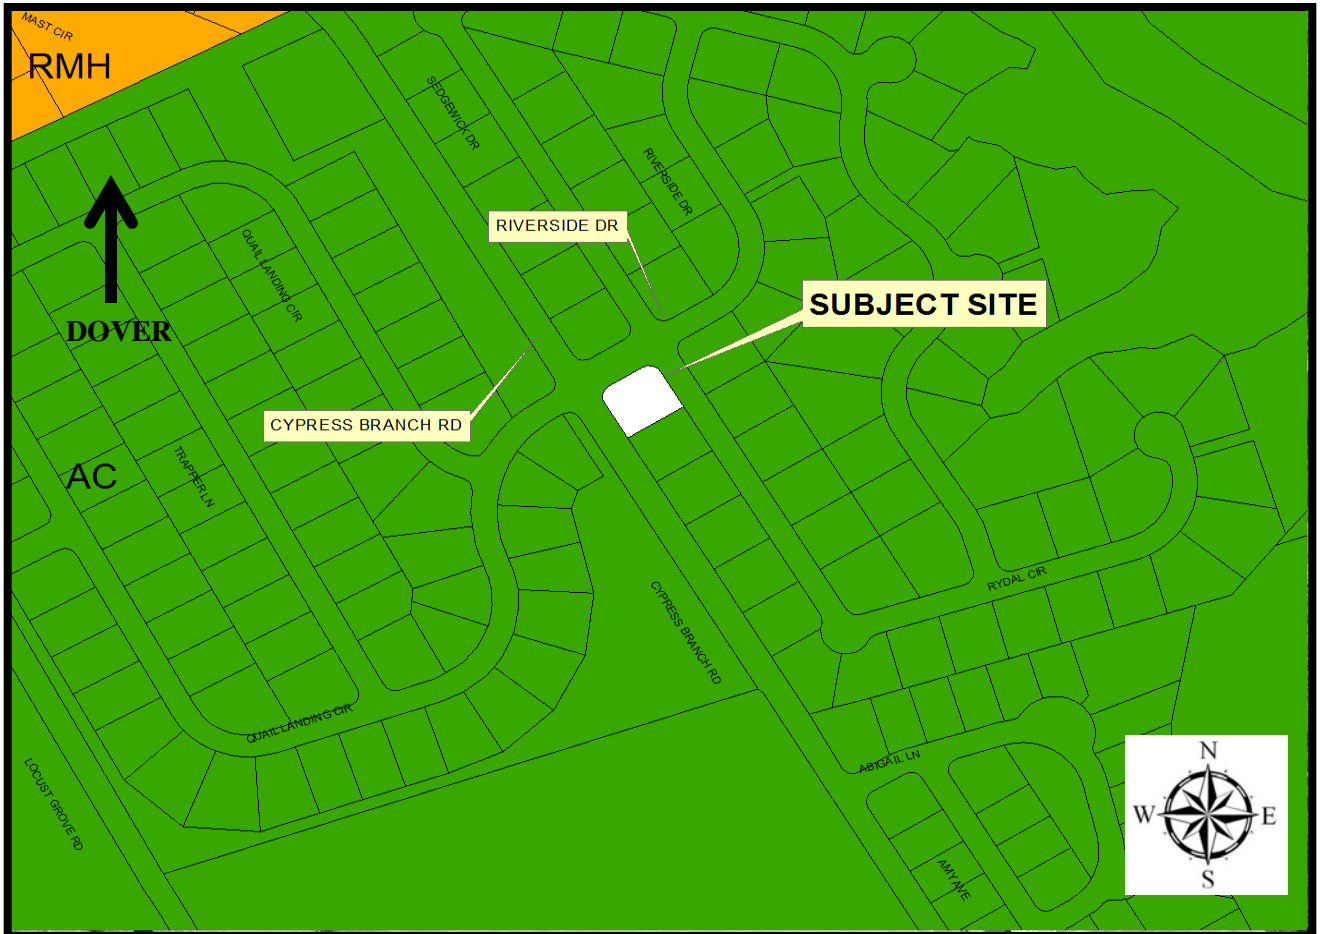 MAST CIR
RMH
SEDGEWICK DR
RIVERSIDE DR
RIVERSIDE DR
QUAIL LANDING CIR
SUBJECT SITE
DOVER
CYPRESS BRANCH RD
AC
TRAPPER LN
RYDAL CIR
CYPRESS BRANCH RD
QUAIL LANDING CIR
ABIGAIL LN
LOCUST GROVE RD
AMY AVE
N
W
E
S